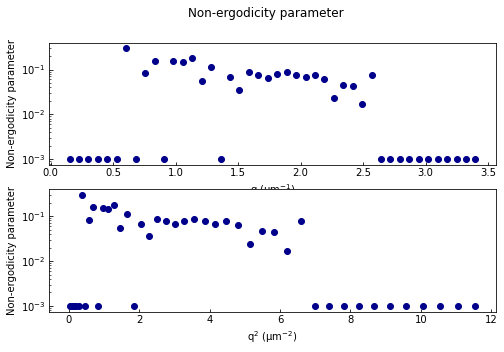 Non-ergodicity parameter
Non-ergodicity parameter
10⁻¹
10⁻²
10⁻³
0.0 0.5 1.0 1.5 2.0 2.5 3.0 3.5
q (μm⁻¹)
Non-ergodicity parameter
10⁻¹
10⁻²
10⁻³
0 2 4 6 8 10 12
q² (μm⁻²)